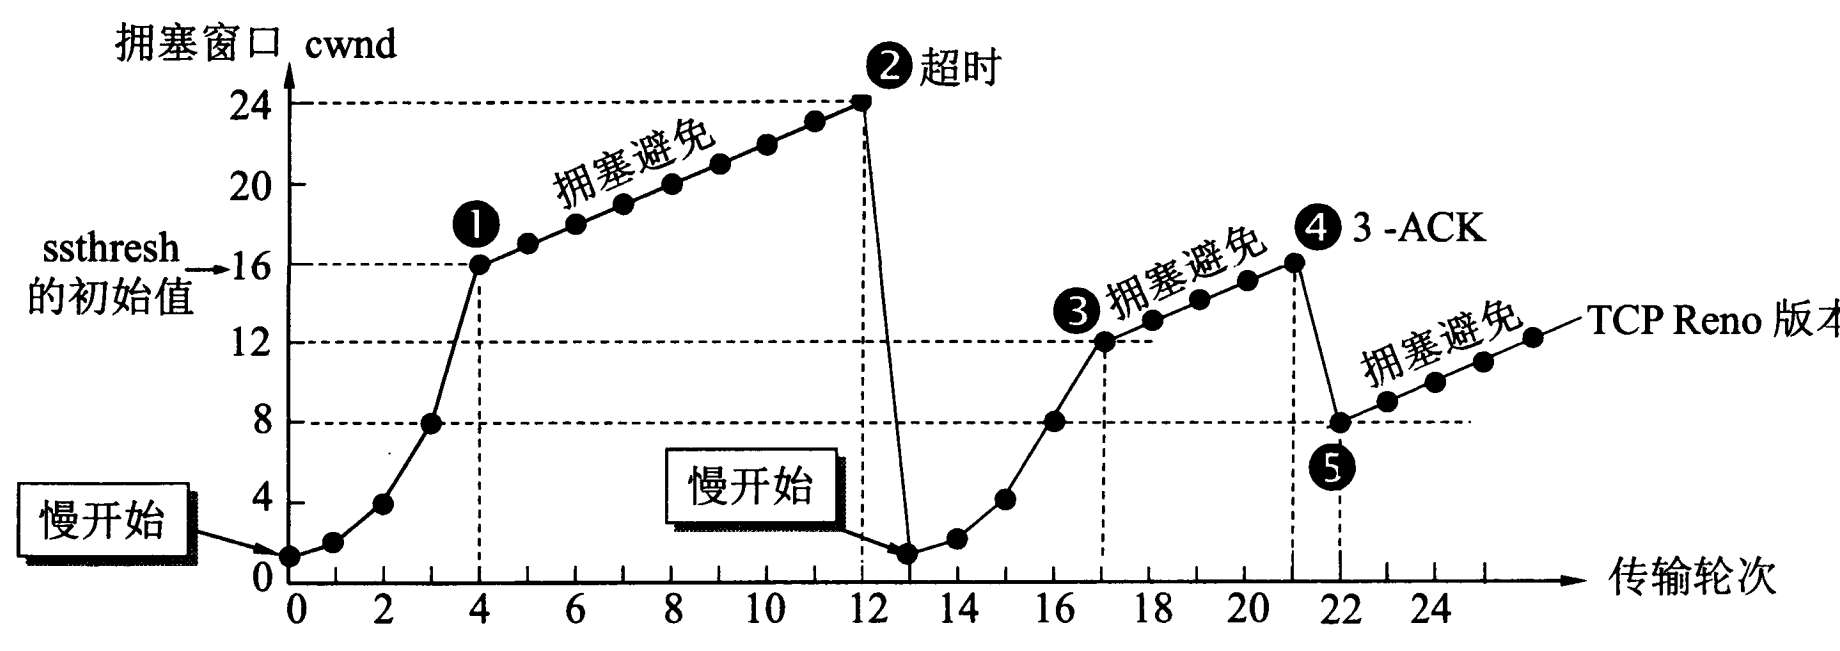 拥塞窗口 cwnd
❷超时
24
拥塞避免
20
❶
ssthresh
的初始值
16
❹ 3 -ACK
❸
拥塞避免
12
拥塞避免
TCP Reno 版本
8
❺
慢开始
4
慢开始
0
0 2 4 6 8 10 12 14 16 18 20 22 24
传输轮次